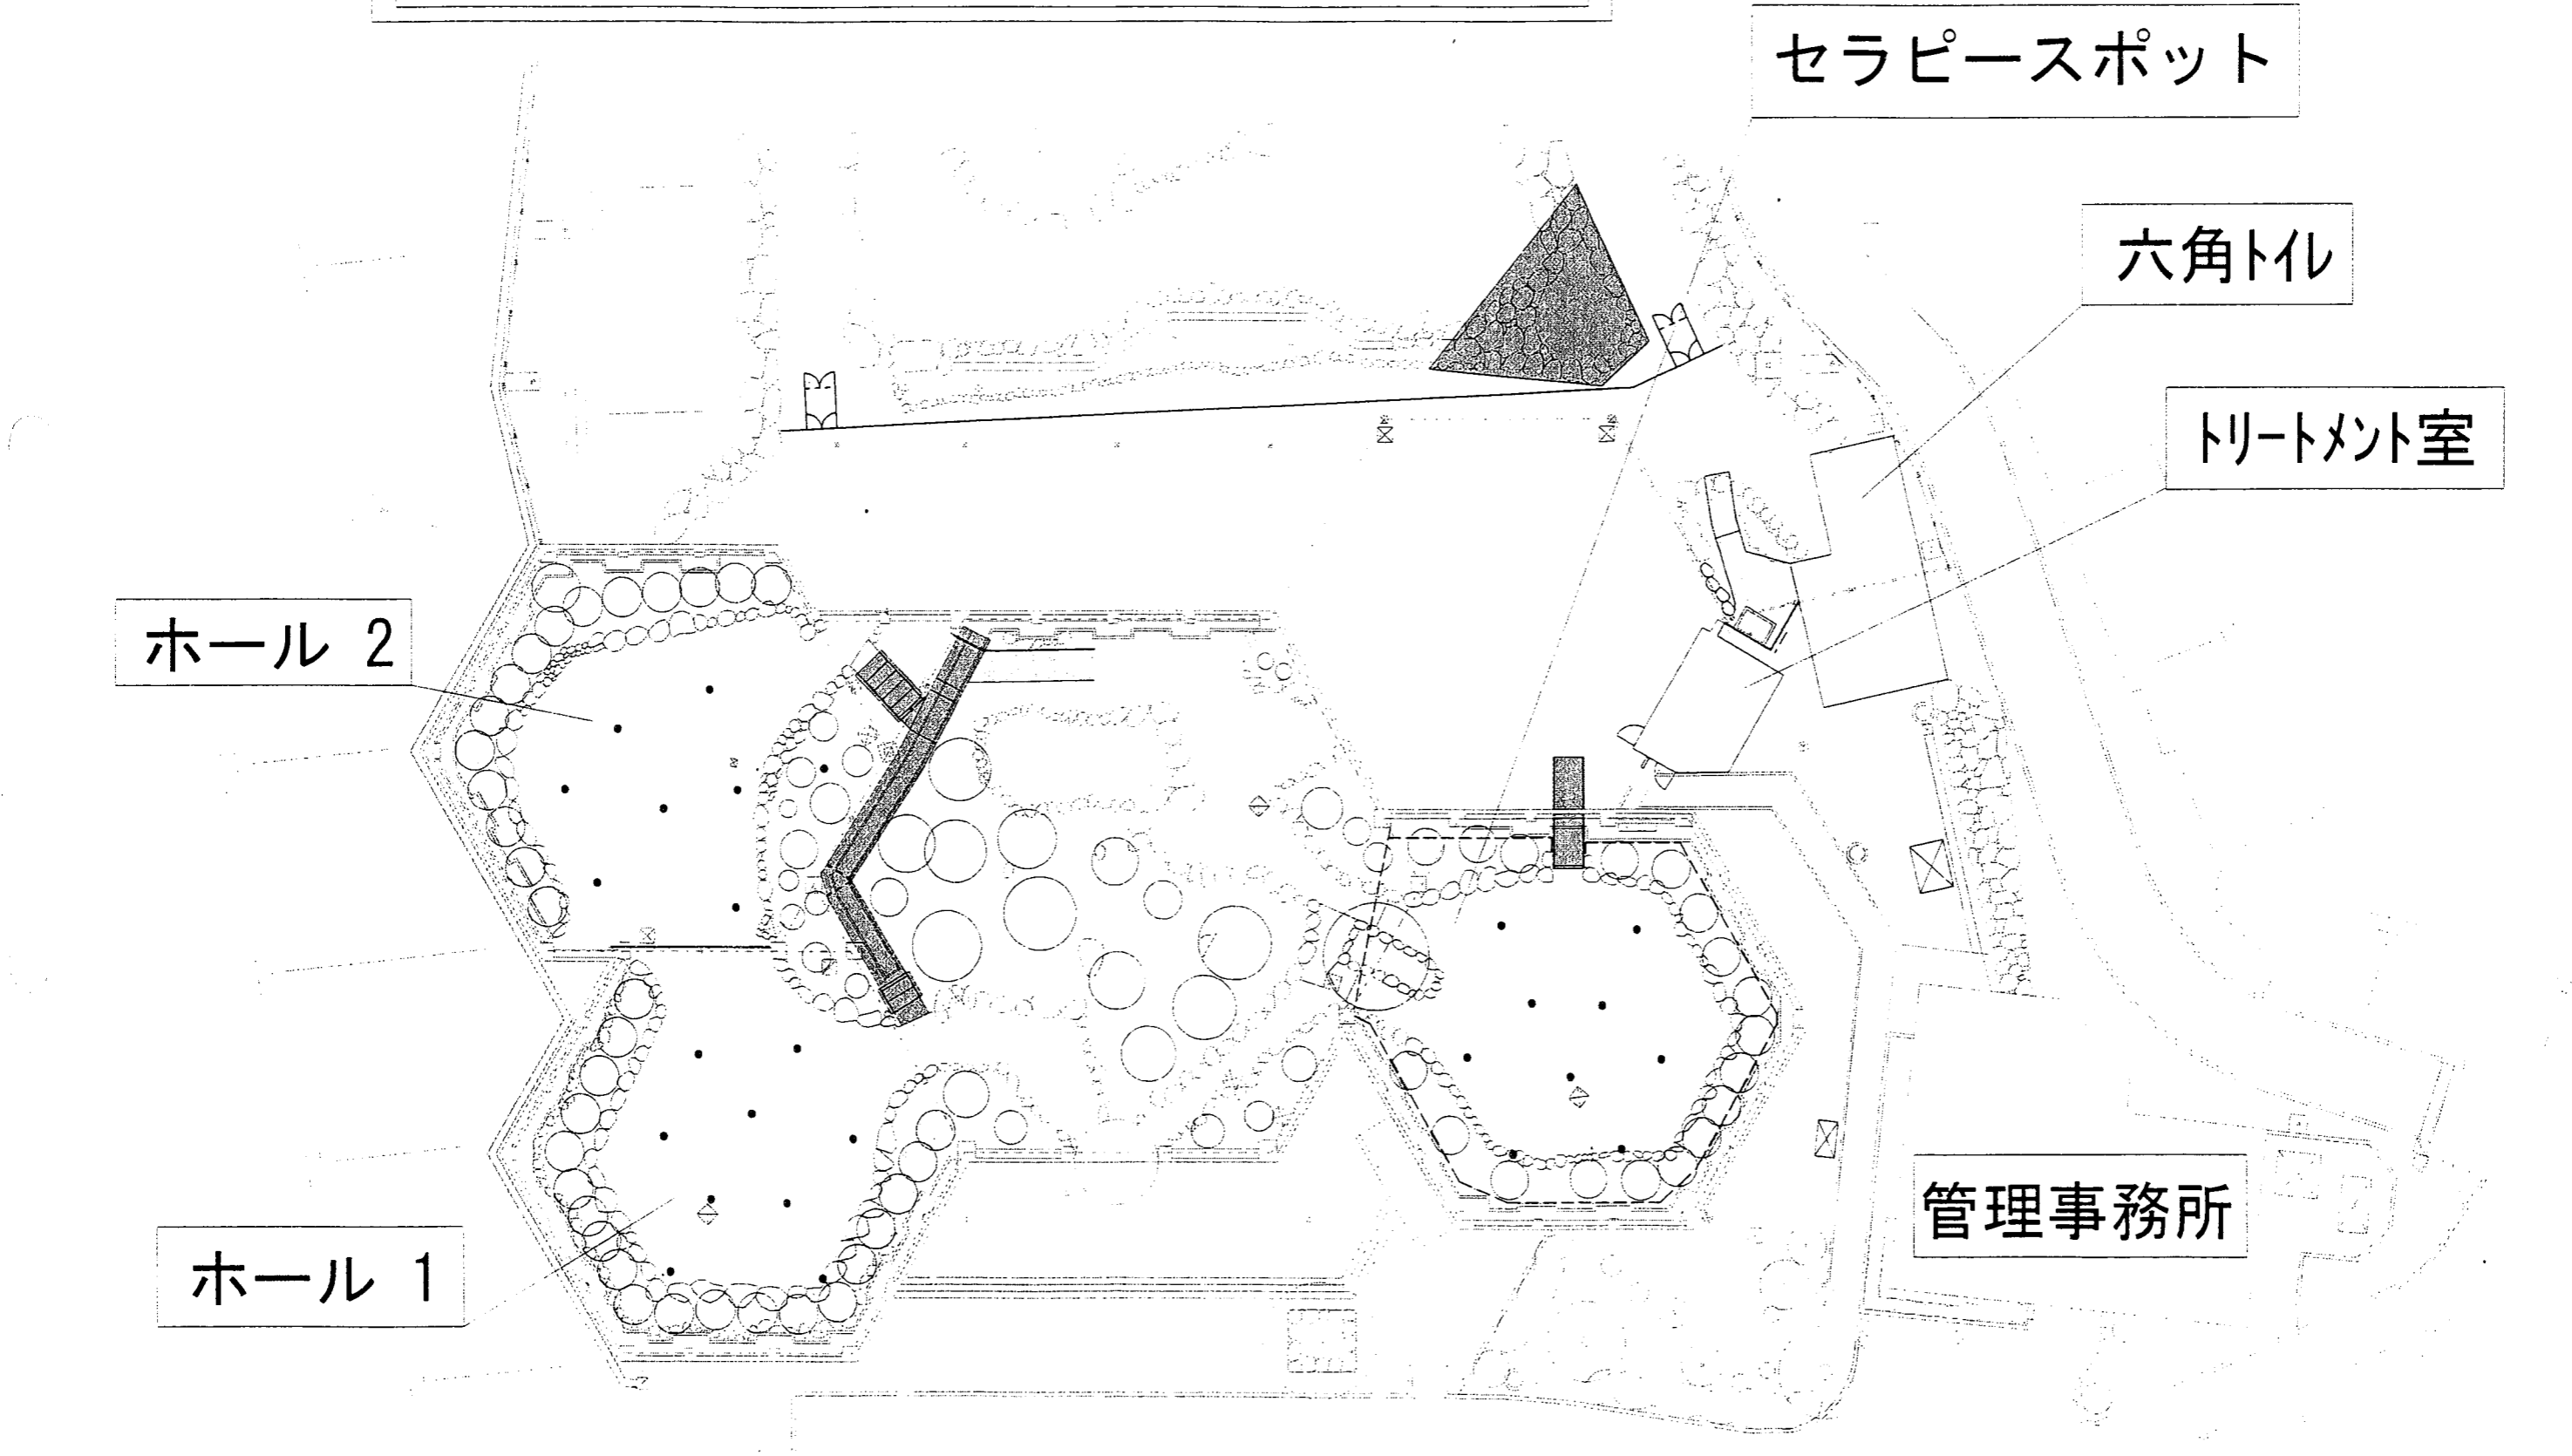 セラピースポット
六角ﾄｲﾚ
ﾄﾘｰﾄﾒﾝﾄ室
ホール 2
管理事務所
ホール 1